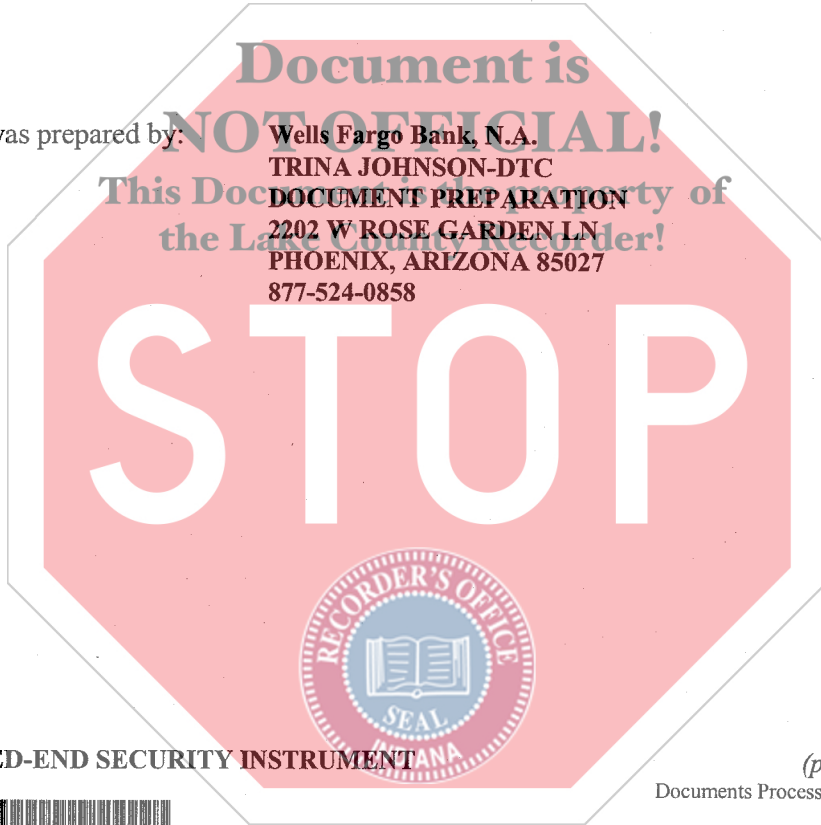 Document is
NOT OFFICIAL!
This Document is the property of
the Lake County Recorder!
was prepared by:
Wells Fargo Bank, N.A.
TRINA JOHNSON-DTC
DOCUMENT PREPARATION
2202 W ROSE GARDEN LN
PHOENIX, ARIZONA 85027
877-524-0858
STOP
RECORDER'S OFFICE
SEAL
INDIANA
ED-END SECURITY INSTRUMENT
(p
Documents Process